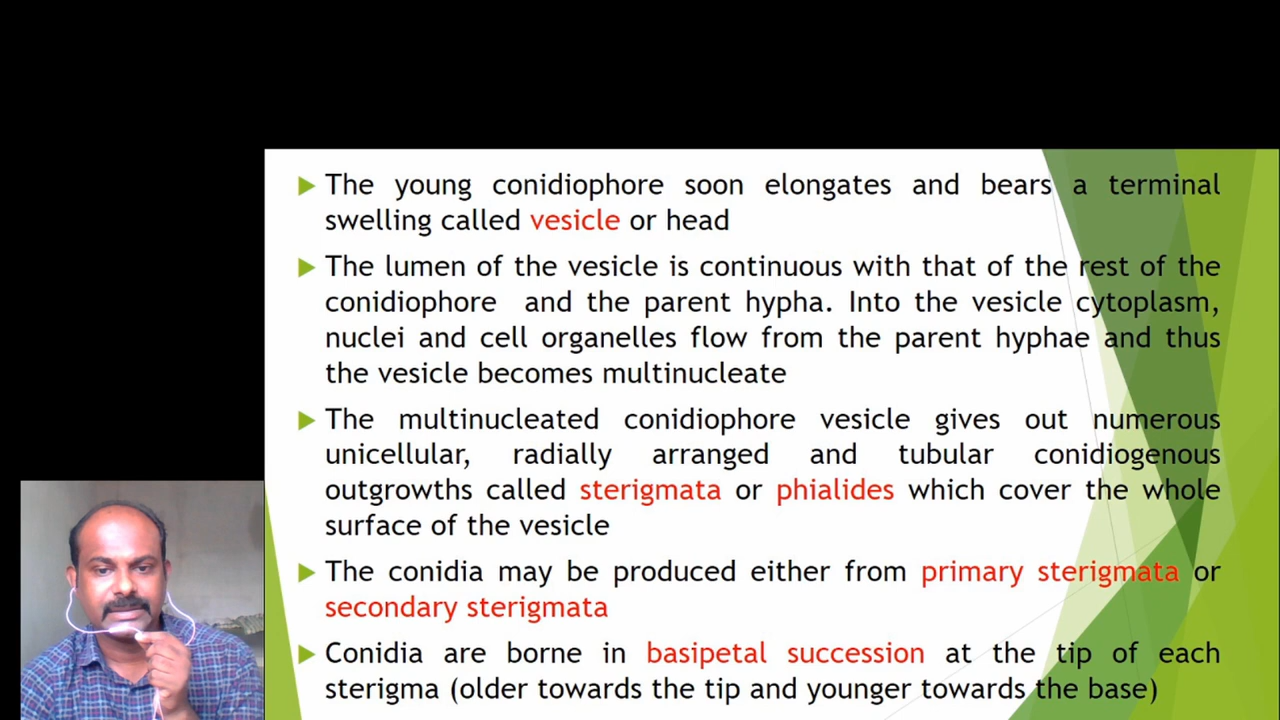 The young conidiophore soon elongates and bears a terminal
swelling called vesicle or head
The lumen of the vesicle is continuous with that of the rest of the
conidiophore and the parent hypha. Into the vesicle cytoplasm,
nuclei and cell organelles flow from the parent hyphae and thus
the vesicle becomes multinucleate
The multinucleated conidiophore vesicle gives out numerous
unicellular, radially arranged and tubular conidiogenous
outgrowths called sterigmata or phialides which cover the whole
surface of the vesicle
The conidia may be produced either from primary sterigmata or
secondary sterigmata
Conidia are borne in basipetal succession at the tip of each
sterigma (older towards the tip and younger towards the base)